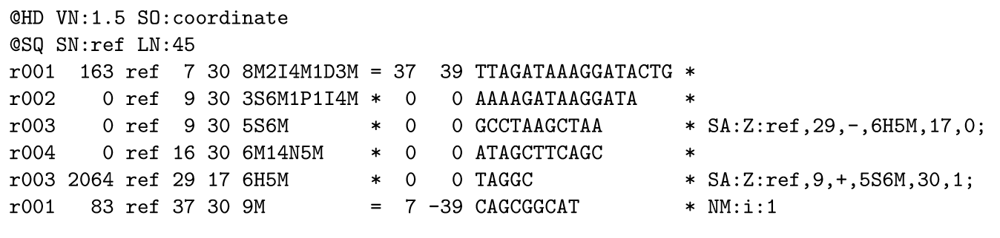 @HD VN:1.5 SO:coordinate
@SQ SN:ref LN:45
r001   163 ref  7 30 8M2I4M1D3M = 37  39 TTAGATAAAGGATACTG *
r002     0 ref  9 30 3S6M1P1I4M *  0   0 AAAAGATAAGGATA    *
r003     0 ref  9 30 5S6M       *  0   0 GCCTAAGCTAA       * SA:Z:ref,29,-,6H5M,17,0;
r004     0 ref 16 30 6M14N5M    *  0   0 ATAGCTTCAGC       *
r003  2064 ref 29 17 6H5M       *  0   0 TAGGC             * SA:Z:ref,9,+,5S6M,30,1;
r001    83 ref 37 30 9M         =  7 -39 CAGCGGCAT         * NM:i:1